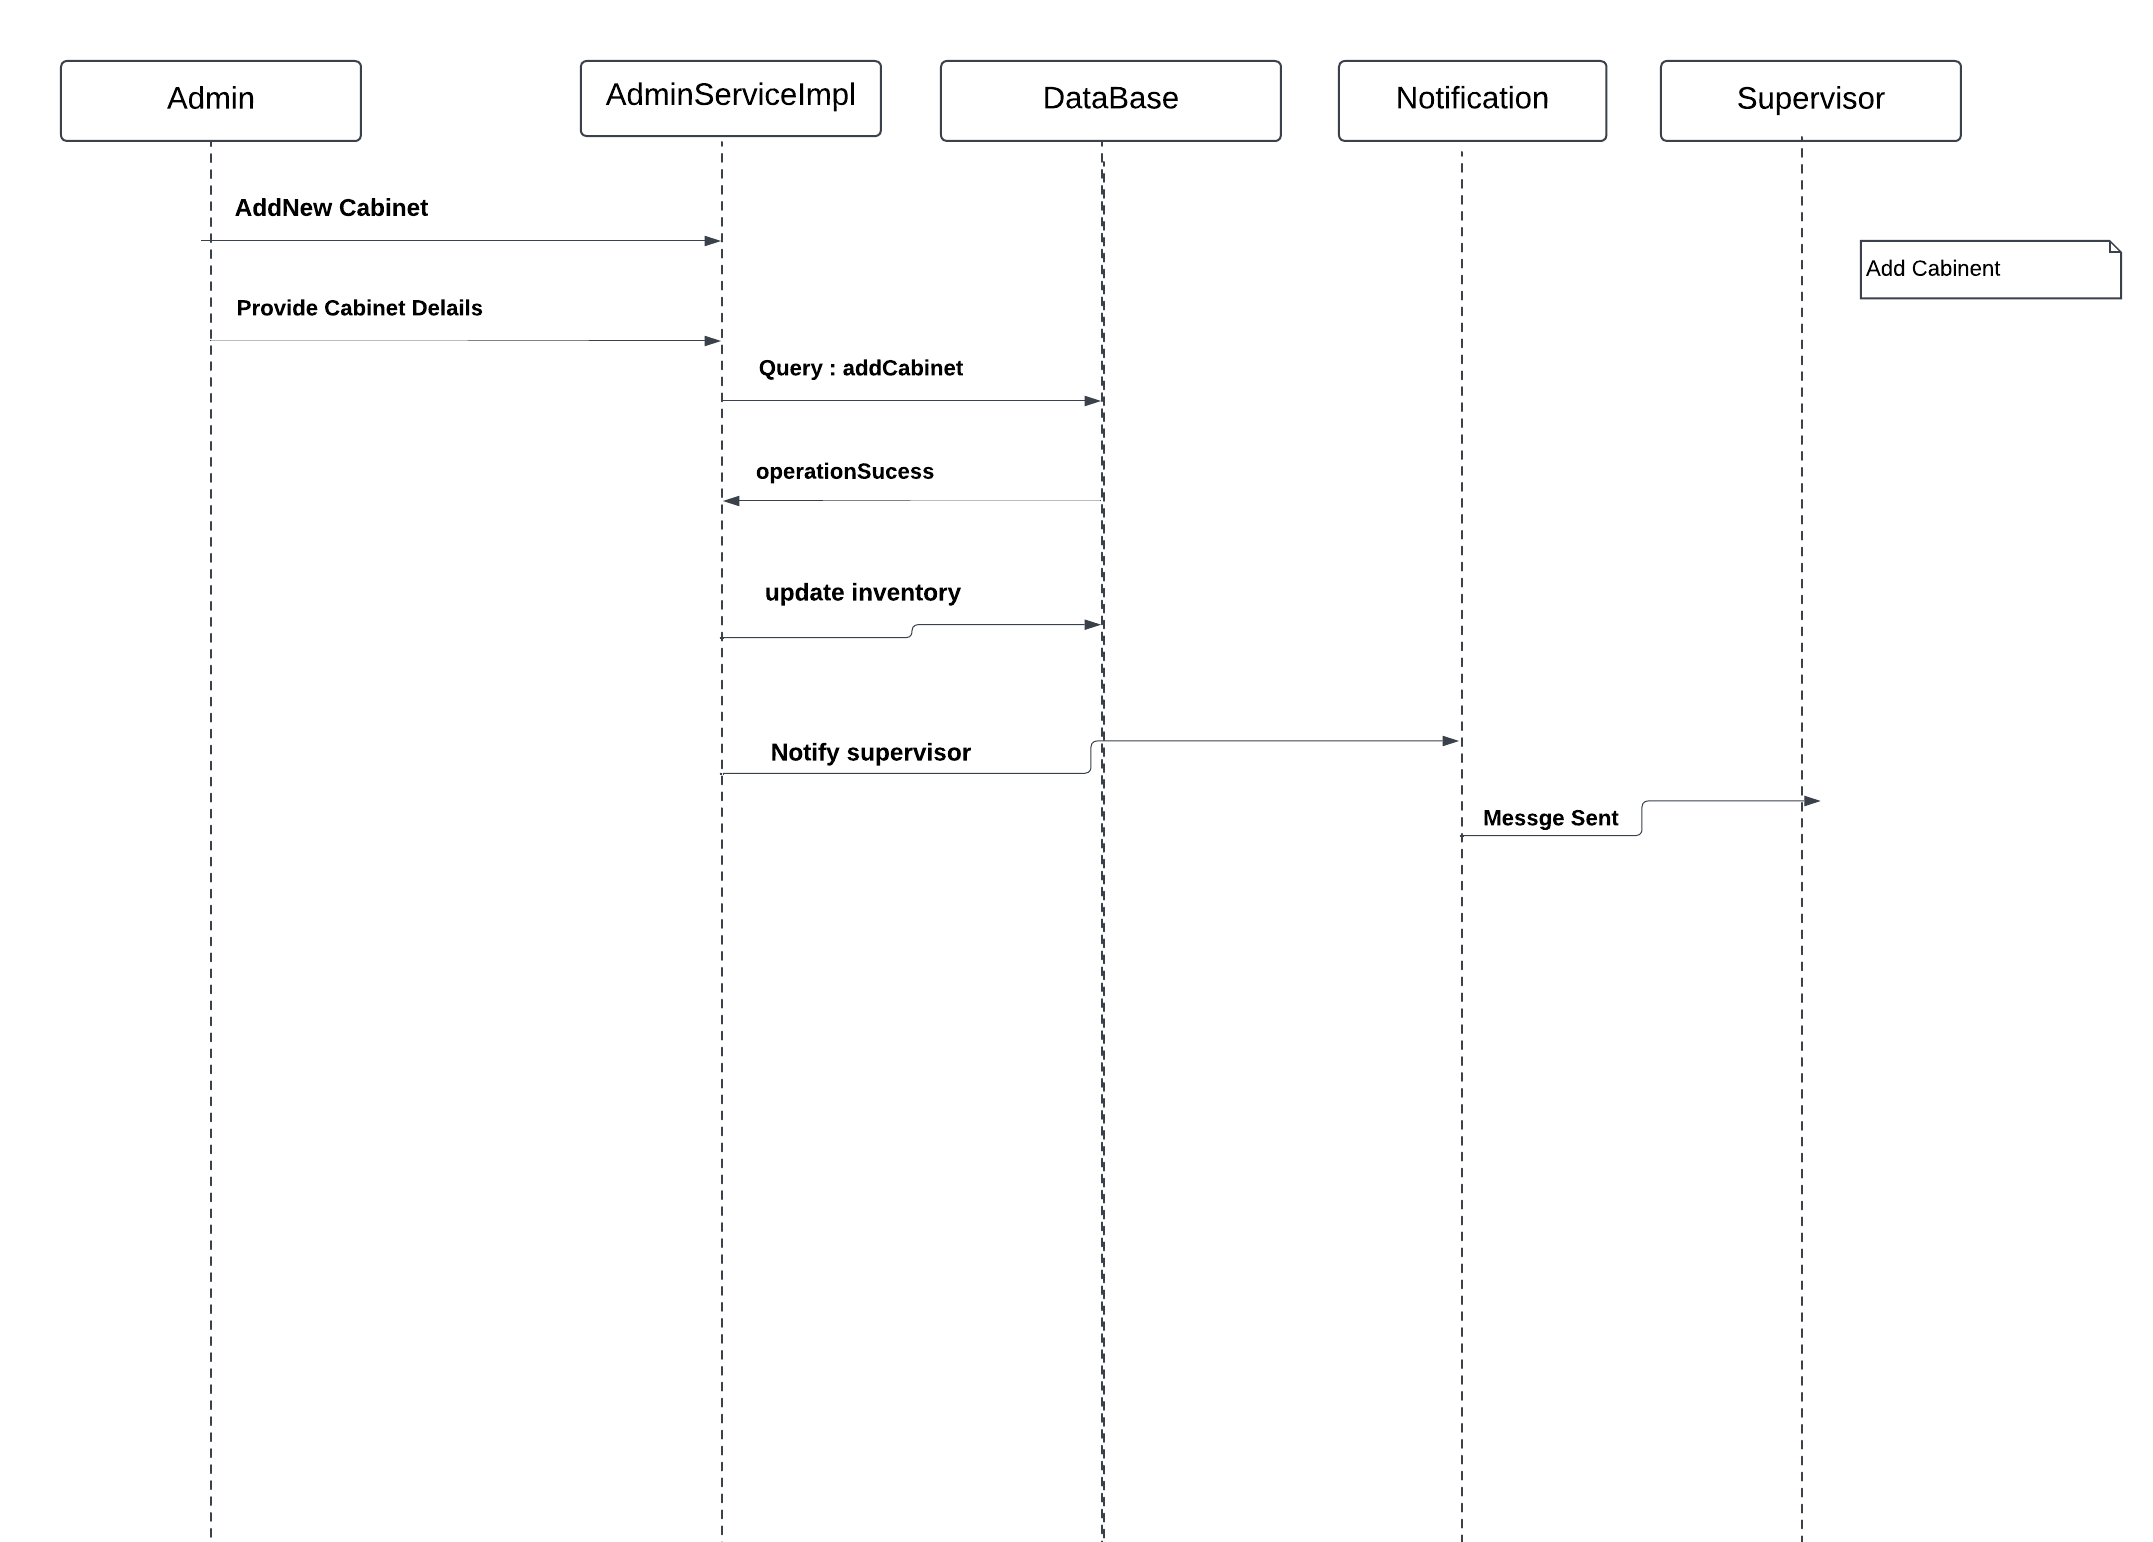 Admin
AdminServiceImpl
DataBase
Notification
Supervisor
AddNew Cabinet
Add Cabinent
Provide Cabinet Delails
Query : addCabinet
operationSucess
update inventory
Notify supervisor
Messge Sent